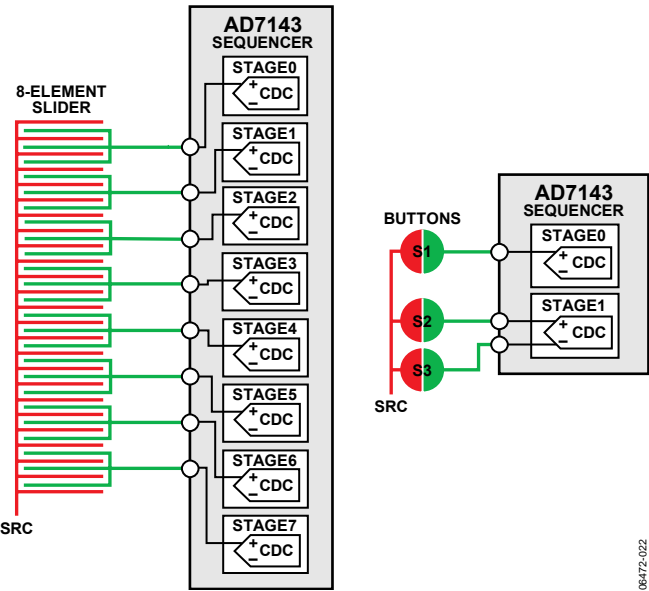 AD7143
SEQUENCER
8-ELEMENT
SLIDER
STAGE0
+
–
CDC
STAGE1
+
–
CDC
STAGE2
+
–
CDC
STAGE3
+
–
CDC
STAGE4
+
–
CDC
STAGE5
+
–
CDC
STAGE6
+
–
CDC
STAGE7
+
–
CDC
SRC
AD7143
SEQUENCER
BUTTONS
STAGE0
+
–
CDC
S1
STAGE1
+
–
CDC
S2
S3
SRC
06472-022